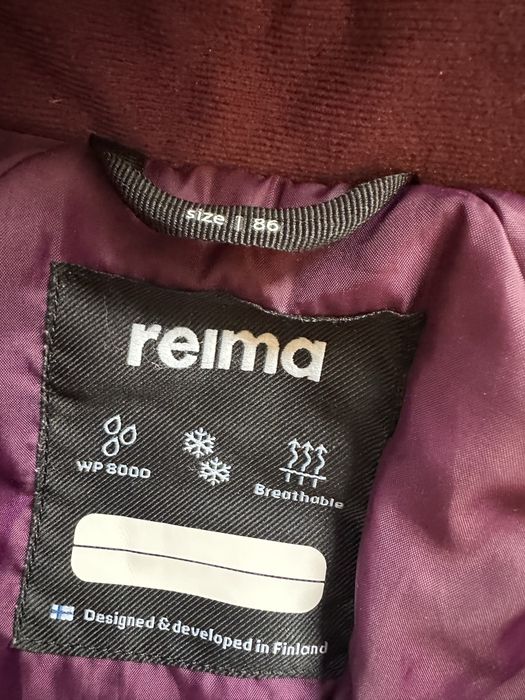 size | 86
reima
WP 8000
Breathable
Designed & developed in Finland